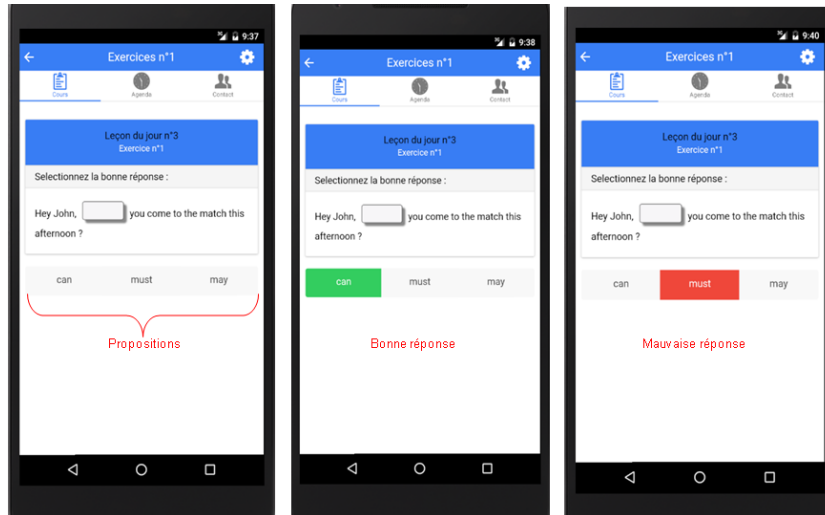 9:37
Exercices n°1
Cours Agenda Contact
Leçon du jour n°3
Exercice n°1
Selectionnez la bonne réponse :
Hey John, you come to the match this
afternoon ?
can must may
Propositions
9:38
Exercices n°1
Cours Agenda Contact
Leçon du jour n°3
Exercice n°1
Selectionnez la bonne réponse :
Hey John, you come to the match this
afternoon ?
can must may
Bonne réponse
9:40
Exercices n°1
Cours Agenda Contact
Leçon du jour n°3
Exercice n°1
Selectionnez la bonne réponse :
Hey John, you come to the match this
afternoon ?
can must may
Mauvaise réponse